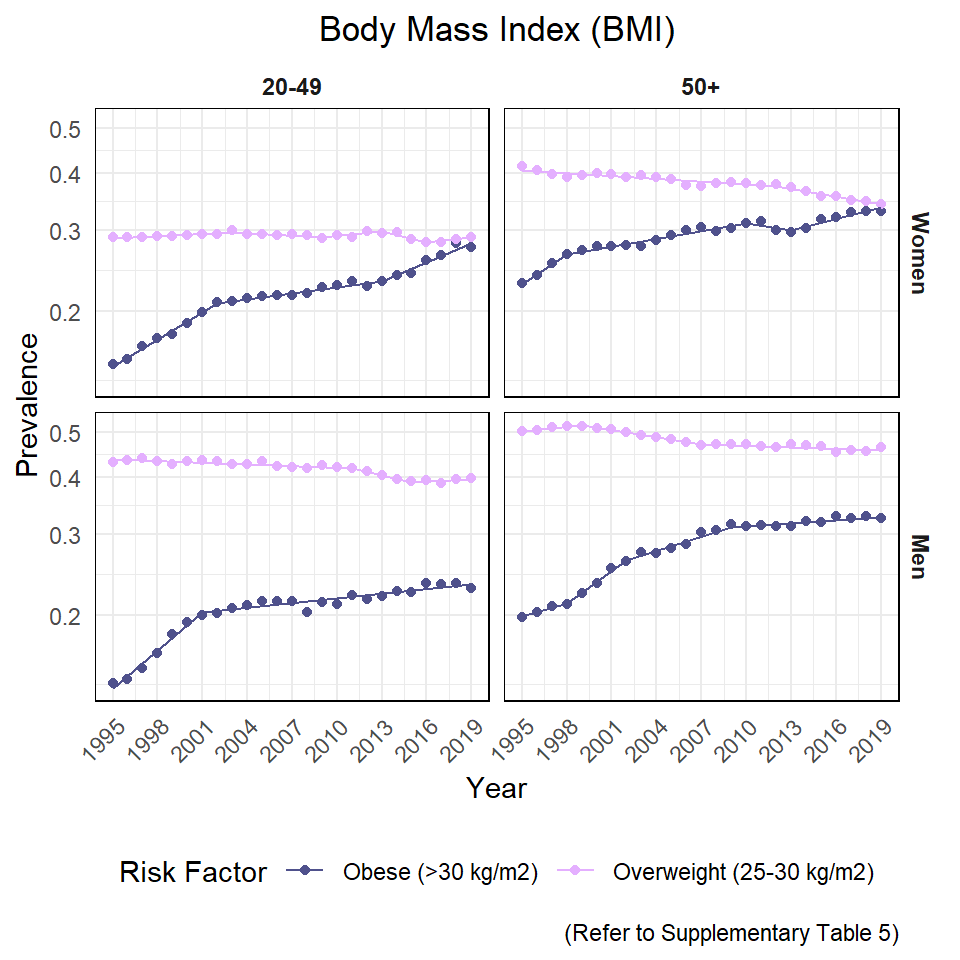 Body Mass Index (BMI)
20-49
50+
0.5
0.4
0.3
0.2
Women
Prevalence
0.5
0.4
0.3
0.2
Men
1995 1998 2001 2004 2007 2010 2013 2016 2019
1995 1998 2001 2004 2007 2010 2013 2016 2019
Year
Risk Factor Obese (>30 kg/m2) Overweight (25-30 kg/m2)
(Refer to Supplementary Table 5)